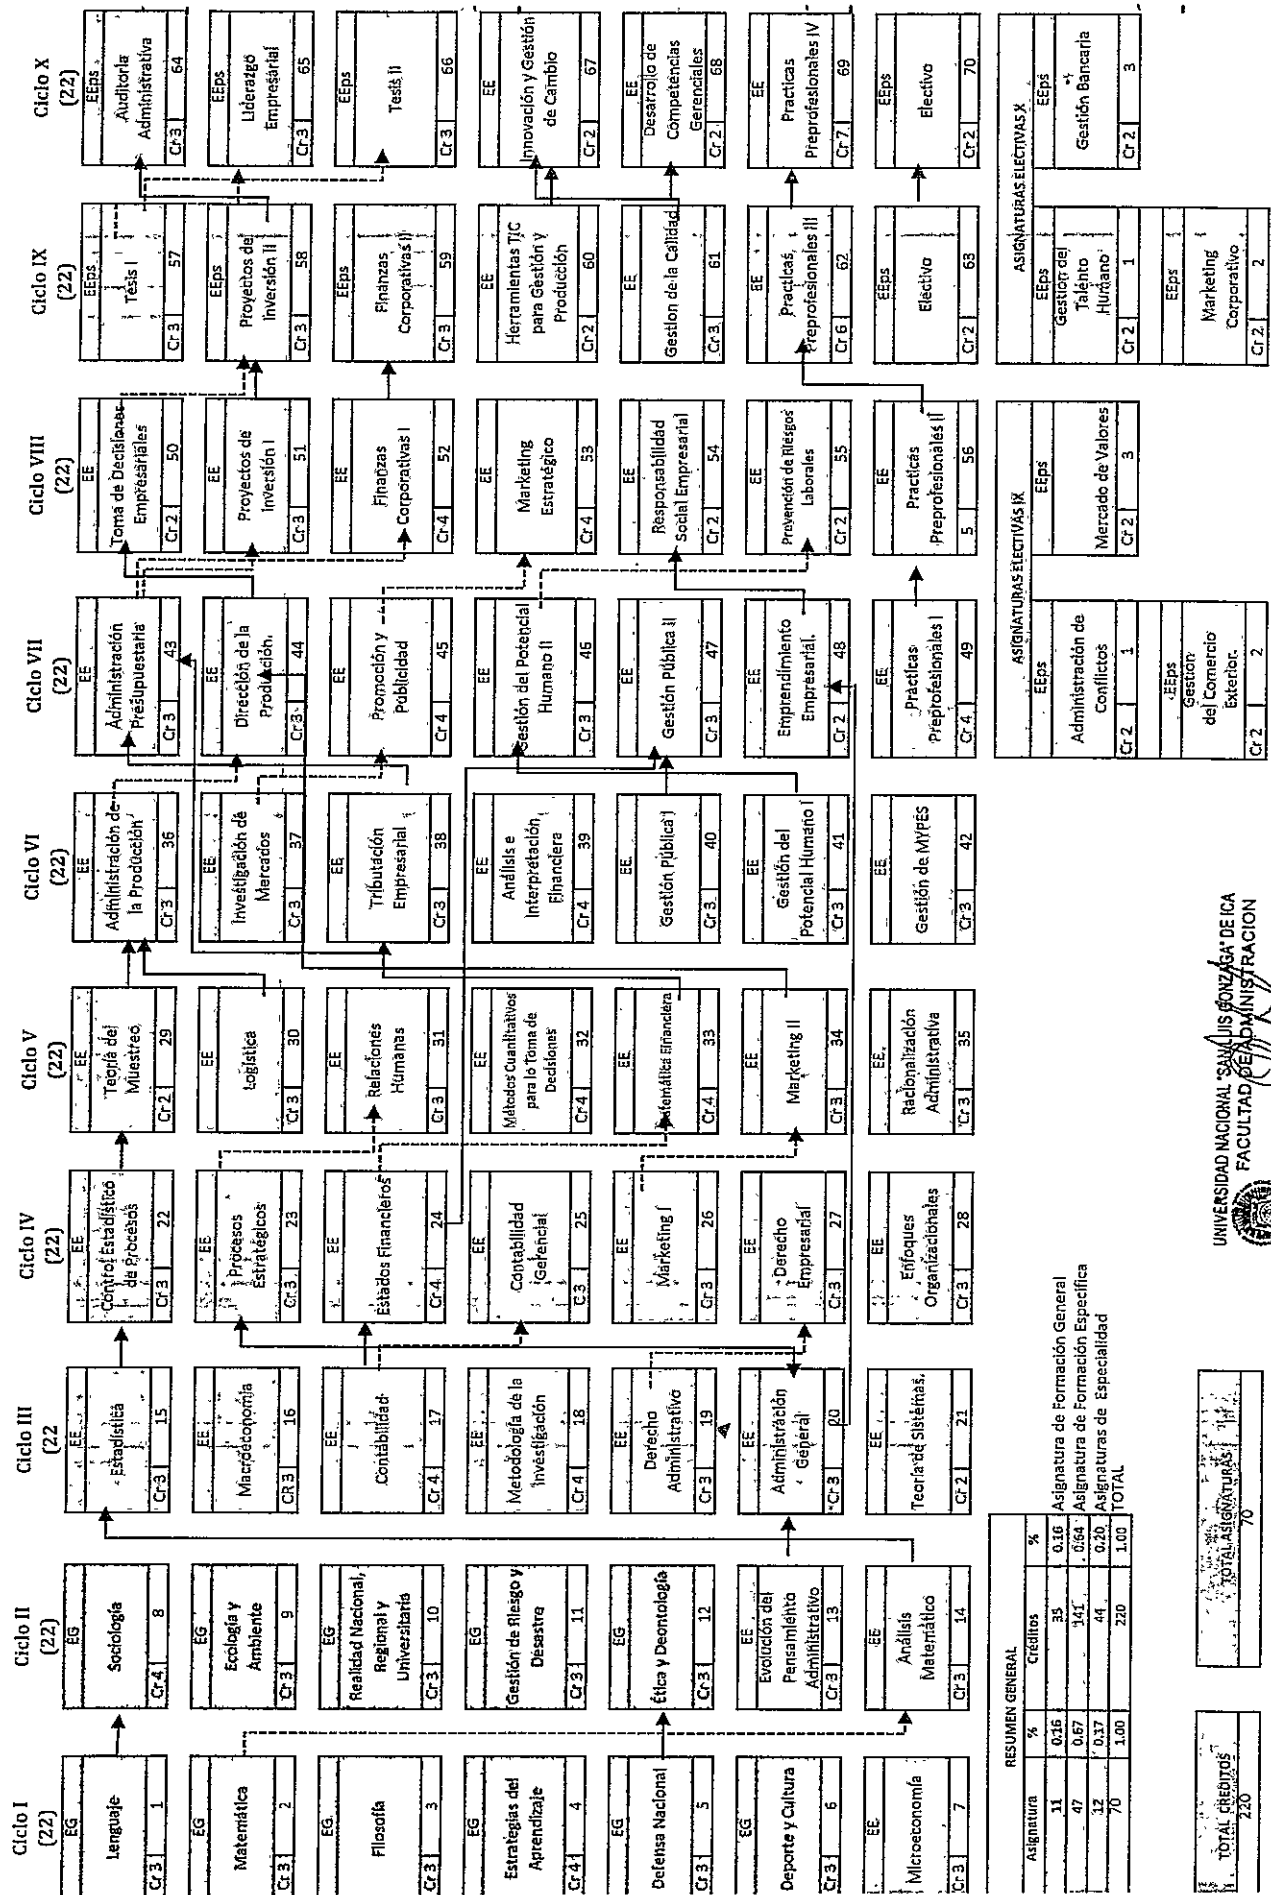 Ciclo I
(22)
EG
Lenguaje
Cr 3 1
EG
Matemática
Cr 3 2
EG
Filosofía
Cr 3 3
EG
Estrategias del
Aprendizaje
Cr 4 4
EG
Defensa Nacional
Cr 3 5
EG
Deporte y Cultura
Cr 3 6
EE
Microeconomía
Cr 3 7
Ciclo II
(22)
EG
Sociología
Cr 4 8
EG
Ecología y
Ambiente
Cr 3 9
EG
Realidad Nacional,
Regional y
Universitaria
Cr 3 10
EG
Gestión de Riesgo y
Desastre
Cr 3 11
EG
Ética y Deontología
Cr 3 12
EE
Evolución del
Pensamiento
Administrativo
Cr 3 13
EE
Análisis
Matemático
Cr 3 14
Ciclo III
(22
EE
Estadística
Cr 3 15
EE
Macroeconomía
CR 3 16
EE
Contabilidad
Cr 4 17
EE
Metodología de la
Investigación
Cr 4 18
EE
Derecho
Administrativo
Cr 3 19
EE
Administración
General
Cr 3 20
EE
Teoría de Sistemas.
Cr 2 21
Ciclo IV
(22)
EE
Control Estadístico
de Procesos
Cr 3 22
EE
Procesos
Estratégicos
Cr 3 23
EE
Estados Financieros
Cr 4 24
EE
Contabilidad
Gerencial
C 3 25
EE
Marketing I
Cr 3 26
EE
Derecho
Empresarial
Cr 3 27
EE
Enfoques
Organizacionales
Cr 3 28
Ciclo V
(22)
EE
Teoría del
Muestreo
Cr 2 29
EE
Logística
Cr 3 30
EE
Relaciones
Humanas
Cr 3 31
EE
Métodos Cuantitativos
para lo Toma de
Decisiones
Cr 4 32
EE
Matemática Financiera
Cr 4 33
EE
Marketing II
Cr 3 34
EE.
Racionalización
Administrativa
Cr 3 35
Ciclo VI
(22)
EE
Administración de
la Producción
Cr 3 36
EE
Investigación de
Mercados
Cr 3 37
EE
Tributación
Empresarial
Cr 3 38
EE
Análisis e
Interpretación
Financiera
Cr 4 39
EE
Gestión Pública I
Cr 3 40
EE
Gestión del
Potencial Humano I
Cr 3 41
EE
Gestión de MYPES
Cr 3 42
Ciclo VII
(22)
EE
Administración
Presupuestaria
Cr 3 43
EE
Dirección de la
Producción.
Cr 3 44
EE
Promoción y
Publicidad
Cr 4 45
EE
Gestión del Potencial
Humano II
Cr 3 46
EE
Gestión Pública II
Cr 3 47
EE
Emprendimiento
Empresarial.
Cr 2 48
EE
Prácticas
Preprofesionales I
Cr 4 49
Ciclo VIII
(22)
EE
Toma de Decisiones
Empresariales
Cr 2 50
EE
Proyectos de
Inversión I
Cr 3 51
EE
Finanzas
Corporativas I
Cr 4 52
EE
Marketing
Estratégico
Cr 4 53
EE
Responsabilidad
Social Empresarial
Cr 2 54
EE
Prevención de Riesgos
Laborales
Cr 2 55
EE
Practicas
Preprofesionales II
5 56
Ciclo IX
(22)
EEps
Tesis I
Cr 3 57
EEps
Proyectos de
Inversión II
Cr 3 58
EEps
Finanzas
Corporativas II
Cr 3 59
EE
Herramientas TIC
para Gestión y
Producción
Cr 2 60
EE
Gestion de la Calidad
Cr 3 61
EE
Practicas
Preprofesionales III
Cr 6 62
EEps
Electivo
Cr 2 63
Ciclo X
(22)
EEps
Auditoria
Administrativa
Cr 3 64
EEps
Liderazgo
Empresarial
Cr 3 65
EEps
Tesis II
Cr 3 66
EE
Innovación y Gestión
de Cambio
Cr 2 67
EE
Desarrollo de
Competencias
Gerenciales
Cr 2 68
EE
Practicas
Preprofesionales IV
Cr 7 69
EEps
Electivo
Cr 2 70
RESUMEN GENERAL
Asignatura % Créditos %
11 0.16 35 0.16 Asignatura de Formación General
47 0.67 141 0.64 Asignatura de Formación Específica
12 0.17 44 0.20 Asignaturas de Especialidad
70 1.00 220 1.00 TOTAL
TOTAL CREDITOS
220
TOTAL ASIGNATURAS
70
ASIGNATURAS ELECTIVAS IX
EEps
Administración de
Conflictos
Cr 2 1
EEps
Gestion
del Comercio
Exterior.
Cr 2 2
EEps
Mercado de Valores
Cr 2 3
ASIGNATURAS ELECTIVAS X
EEps
Gestion del
Talento
Humano
Cr 2 1
EEps
Marketing
Corporativo
Cr 2 2
EEps
Gestión Bancaria
Cr 2 3
UNIVERSIDAD NACIONAL "SAN LUIS GONZAGA" DE ICA
FACULTAD DE ADMINISTRACION